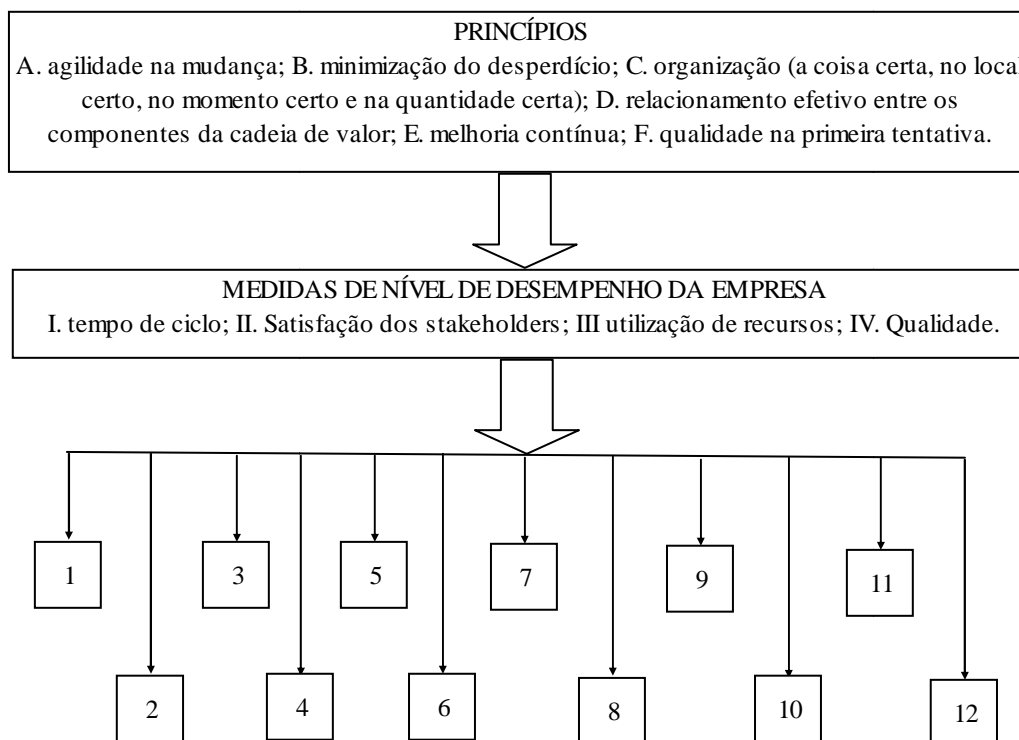 PRINCÍPIOS
A. agilidade na mudança; B. minimização do desperdício; C. organização (a coisa certa, no local
certo, no momento certo e na quantidade certa); D. relacionamento efetivo entre os
componentes da cadeia de valor; E. melhoria contínua; F. qualidade na primeira tentativa.
MEDIDAS DE NÍVEL DE DESEMPENHO DA EMPRESA
I. tempo de ciclo; II. Satisfação dos stakeholders; III utilização de recursos; IV. Qualidade.
1
3
5
7
9
11
2
4
6
8
10
12